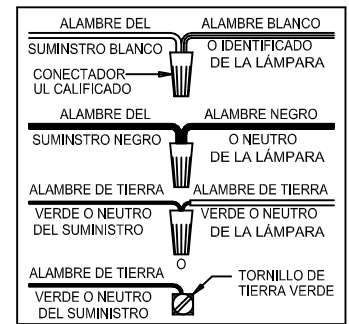 ALAMBRE DEL ALAMBRE BLANCO
SUMINSTRO BLANCO O IDENTIFICADO
DE LA LÁMPARA
CONECTADOR
UL CALIFICADO
ALAMBRE DEL ALAMBRE NEGRO
SUMINSTRO NEGRO O NEUTRO
DE LA LÁMPARA
ALAMBRE DE TIERRA ALAMBRE DE TIERRA
VERDE O NEUTRO VERDE O NEUTRO
DEL SUMINISTRO DE LA LÁMPARA
O
ALAMBRE DE TIERRA TORNILLO DE
TIERRA VERDE
VERDE O NEUTRO
DEL SUMINISTRO